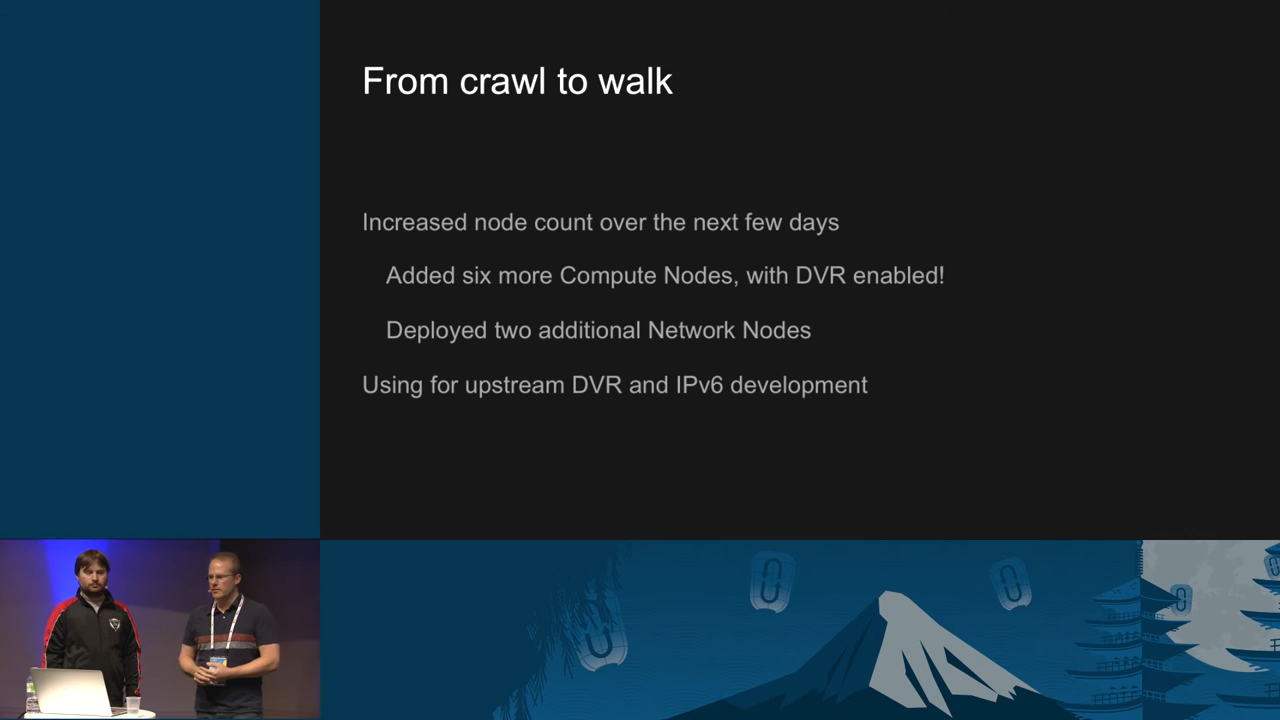 From crawl to walk
Increased node count over the next few days
Added six more Compute Nodes, with DVR enabled!
Deployed two additional Network Nodes
Using for upstream DVR and IPv6 development